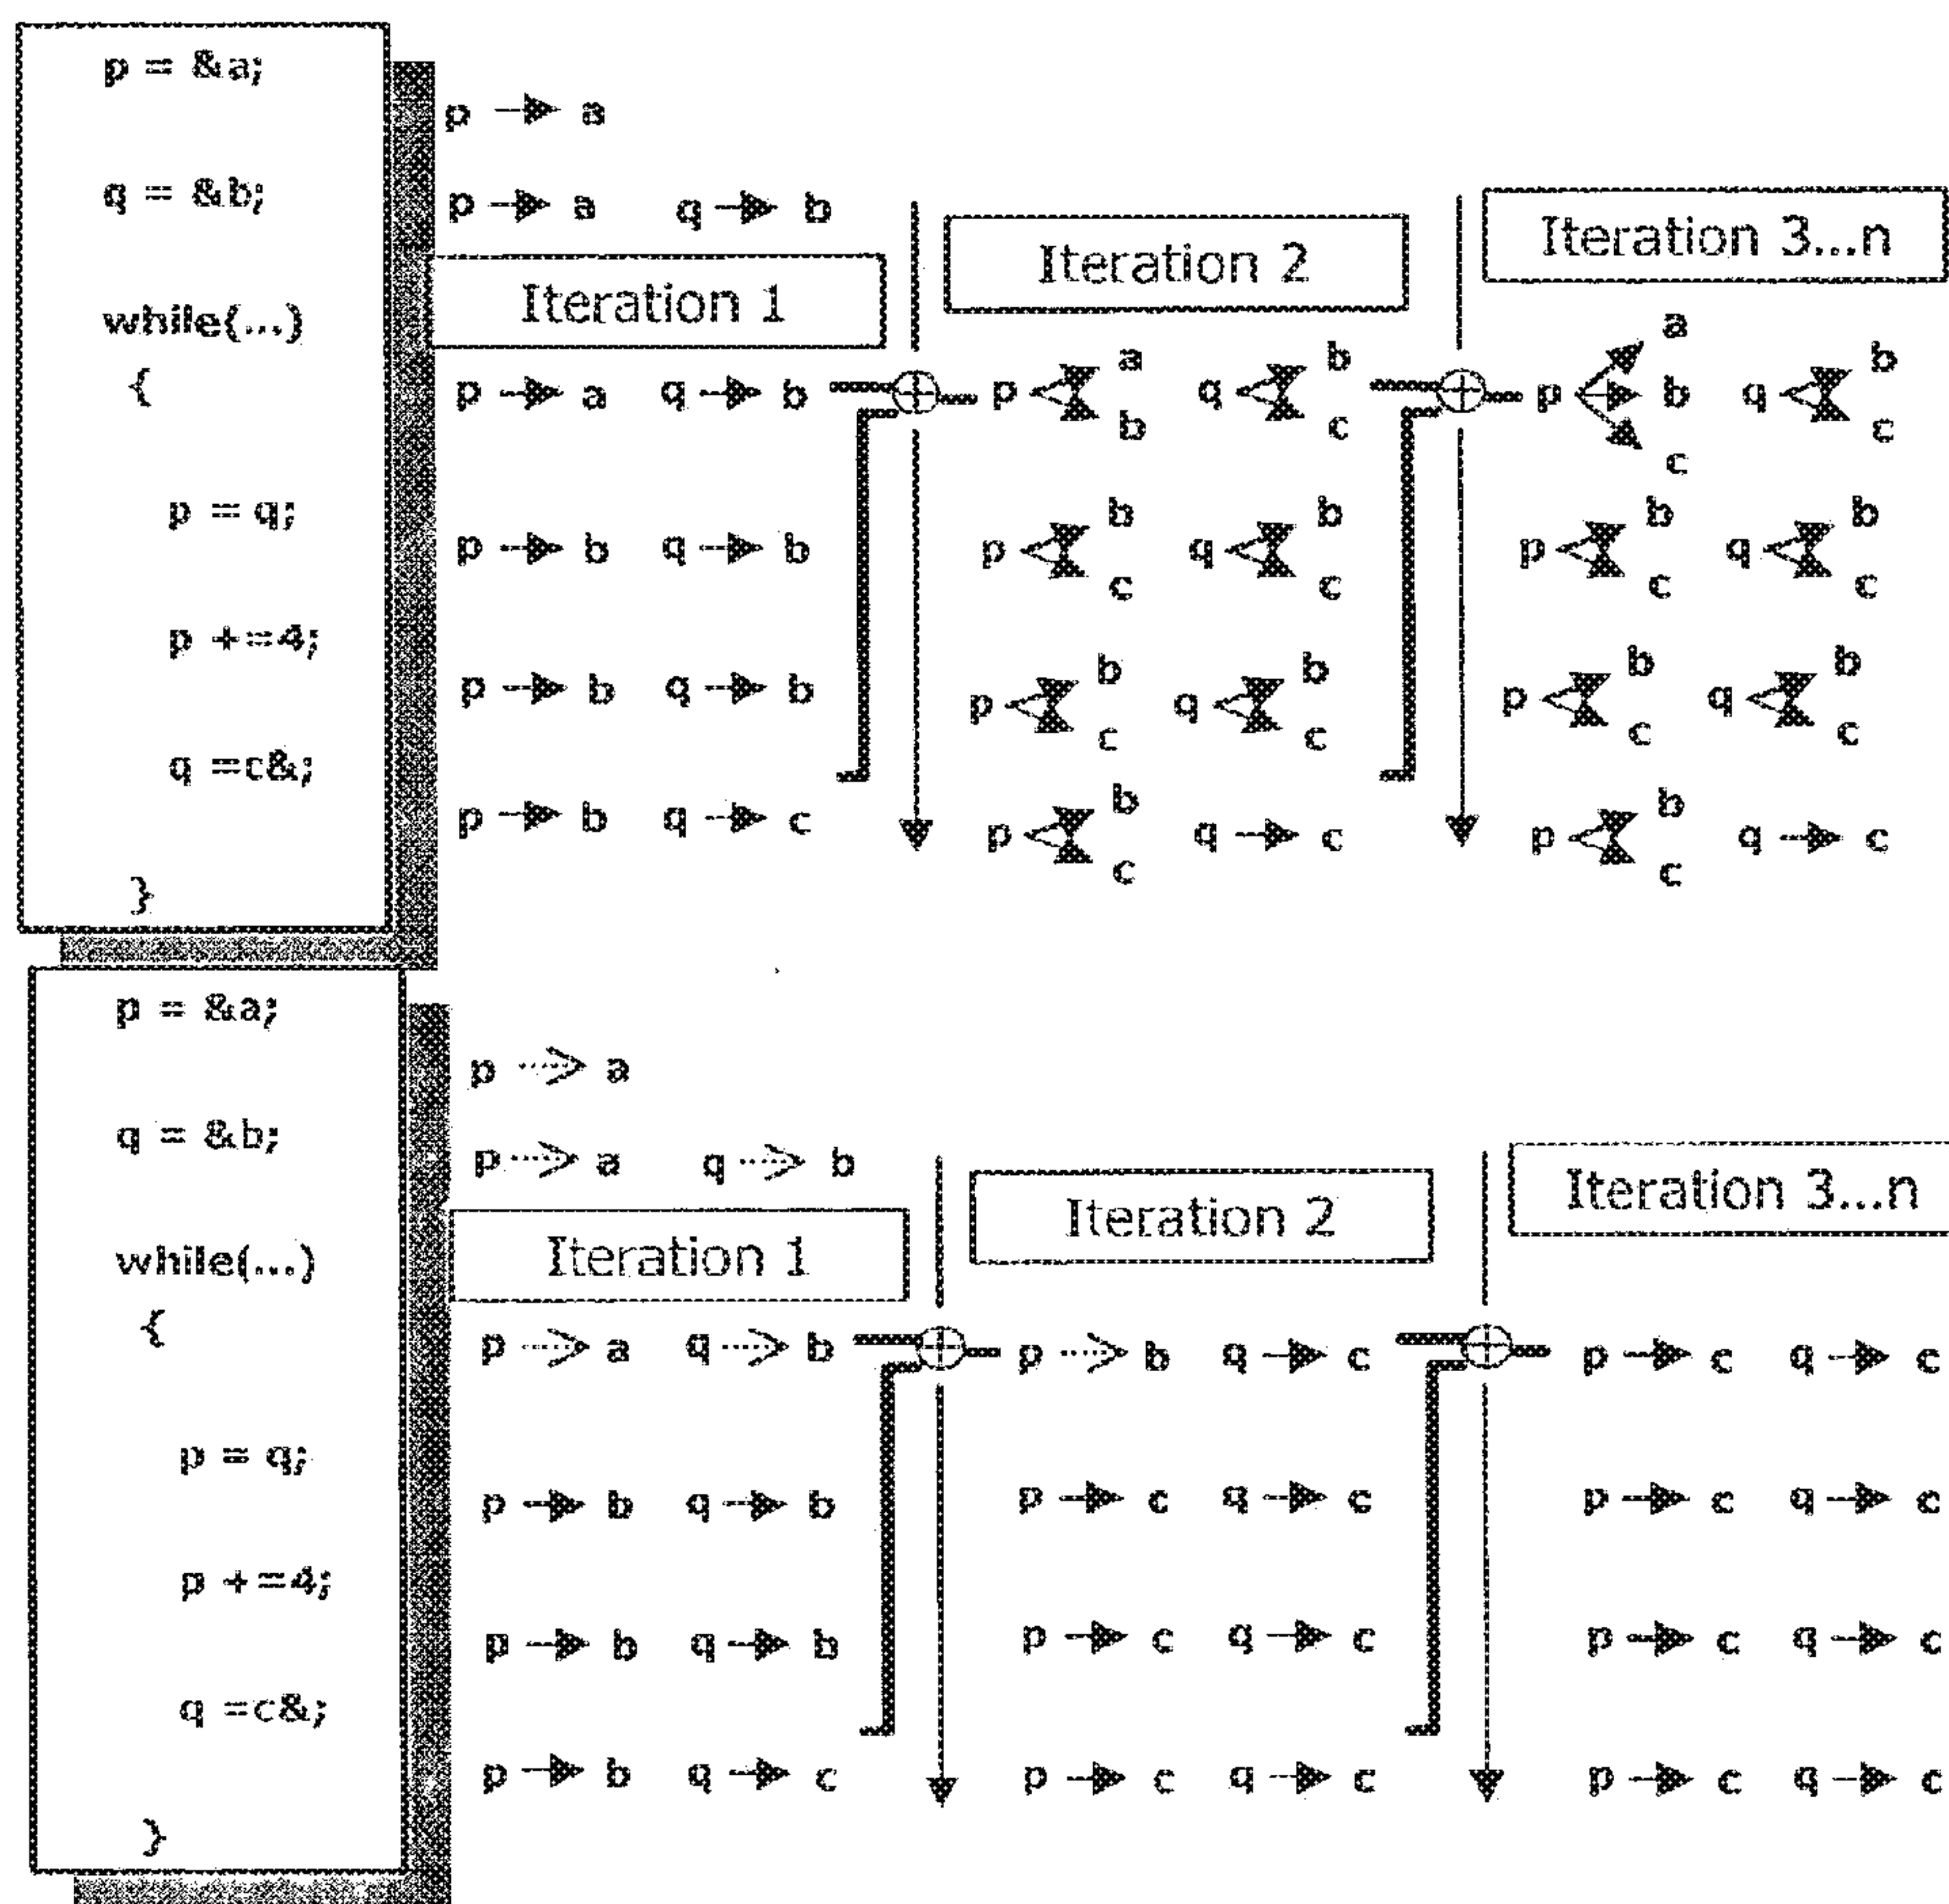 p = &a;
q = &b;
while(...)
{
p = q;
p +=4;
q =c&;
}
p a
p a q b
Iteration 1
p a q b
p b q b
p b q b
p b q c
Iteration 2
p a b q b c
p b c q b c
p b c q b c
p b c q c
Iteration 3...n
p a b c q b c
p b c q b c
p b c q b c
p b c q c
p = &a;
q = &b;
while(...)
{
p = q;
p +=4;
q =c&;
}
p a
p a q b
Iteration 1
p a q b
p b q b
p b q b
p b q c
Iteration 2
p b q c
p c q c
p c q c
p c q c
Iteration 3...n
p c q c
p c q c
p c q c
p c q c